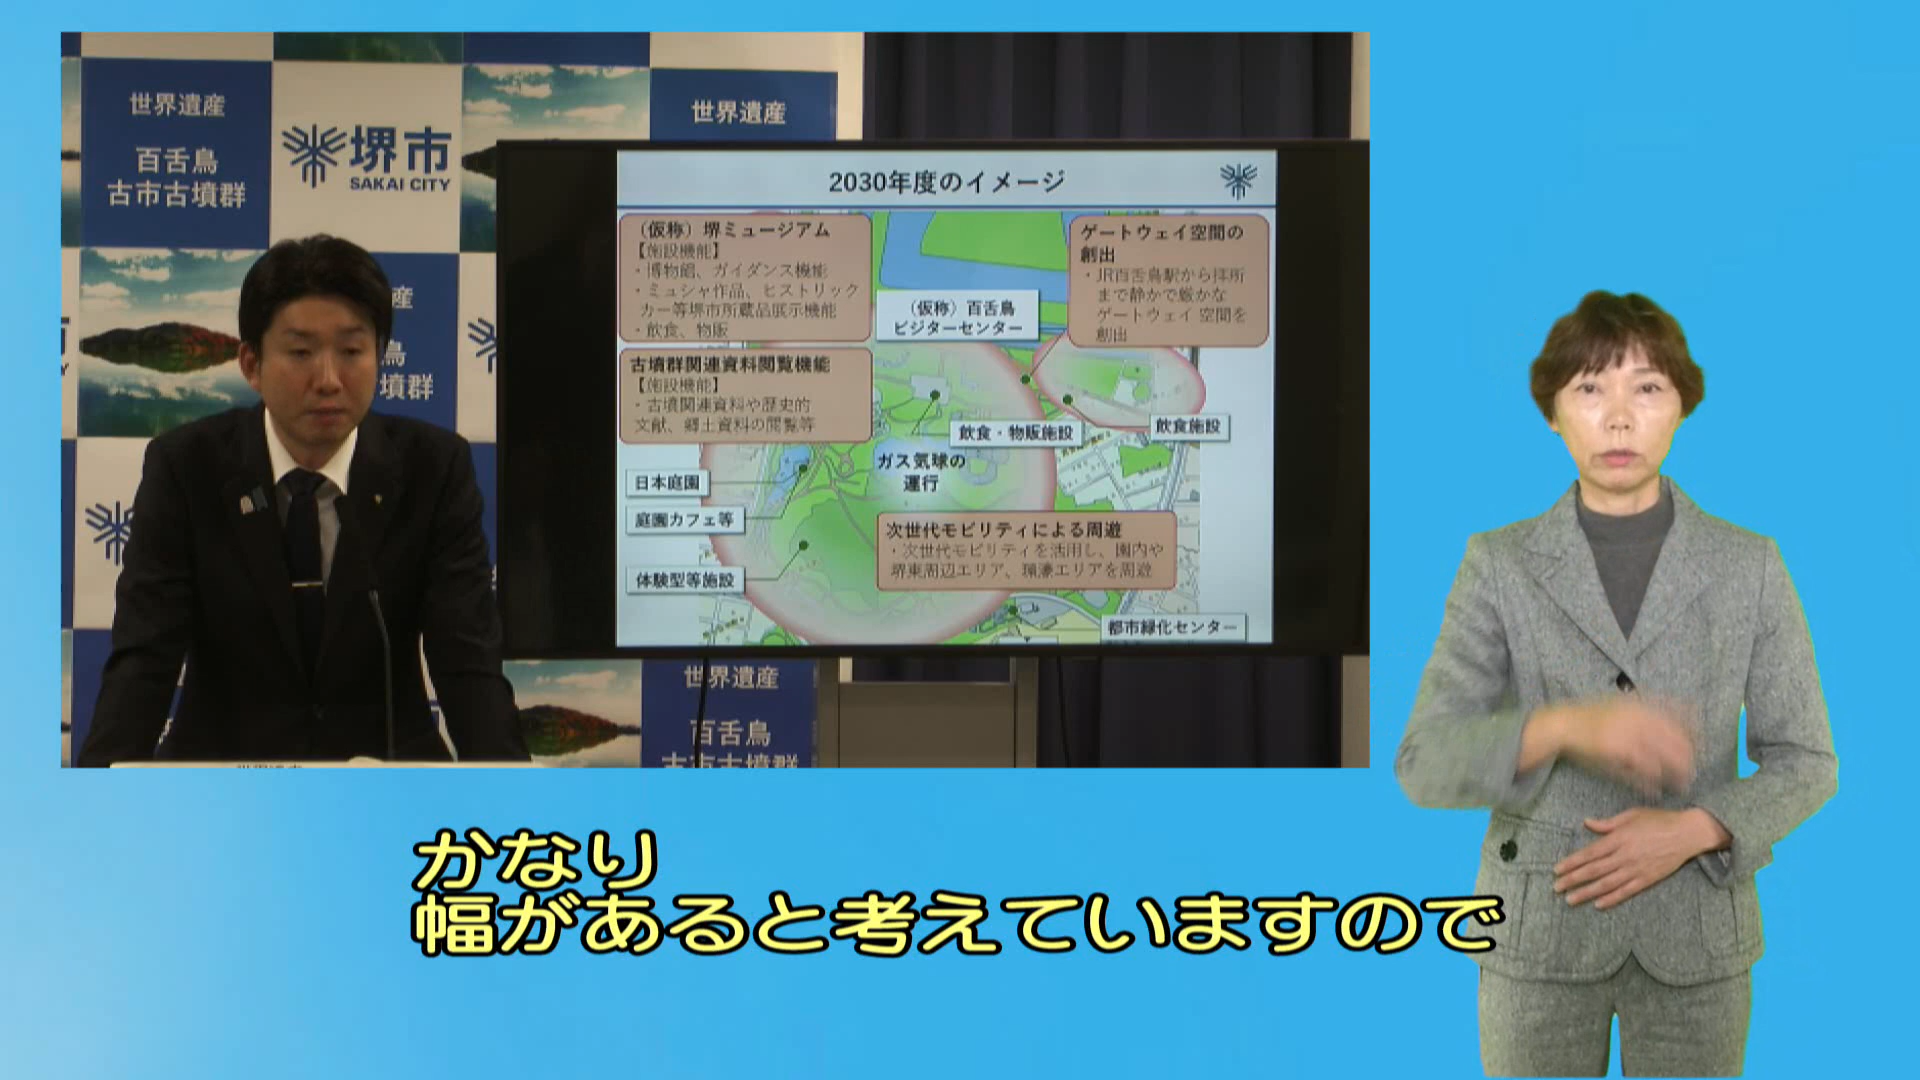 世界遺産
百舌鳥
古市古墳群
堺市
SAKAI CITY
世界遺産
産
鳥
墳群
2030年度のイメージ
（仮称）堺ミュージアム
【施設機能】
・博物館、ガイダンス機能
・ミュシャ作品、ヒストリック
カー等堺市所蔵品展示機能
・飲食、物販
古墳群関連資料閲覧機能
【施設機能】
・古墳関連資料や歴史的
文献、郷土資料の閲覧等
（仮称）百舌鳥
ビジターセンター
ゲートウェイ空間の
創出
・JR百舌鳥駅から拝所
まで静かで厳かな
ゲートウェイ空間を
創出
飲食・物販施設
飲食施設
ガス気球の
運行
日本庭園
庭園カフェ等
体験型等施設
次世代モビリティによる周遊
・次世代モビリティを活用し、園内や
堺東周辺エリア、環濠エリアを周遊
都市緑化センター
世界遺産
百舌鳥
古市古墳群
かなり
幅があると考えていますので